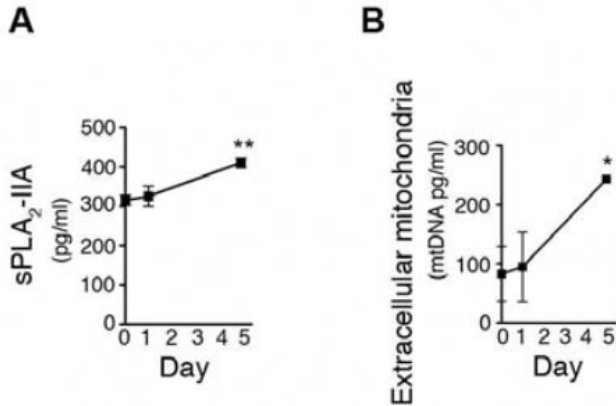 A
sPLA₂-IIA
(pg/ml)
500
400
300
200
100
0
**
0 1 2 3 4 5
Day
B
Extracellular mitochondria
(mtDNA pg/ml)
300
200
100
0
*
0 1 2 3 4 5
Day